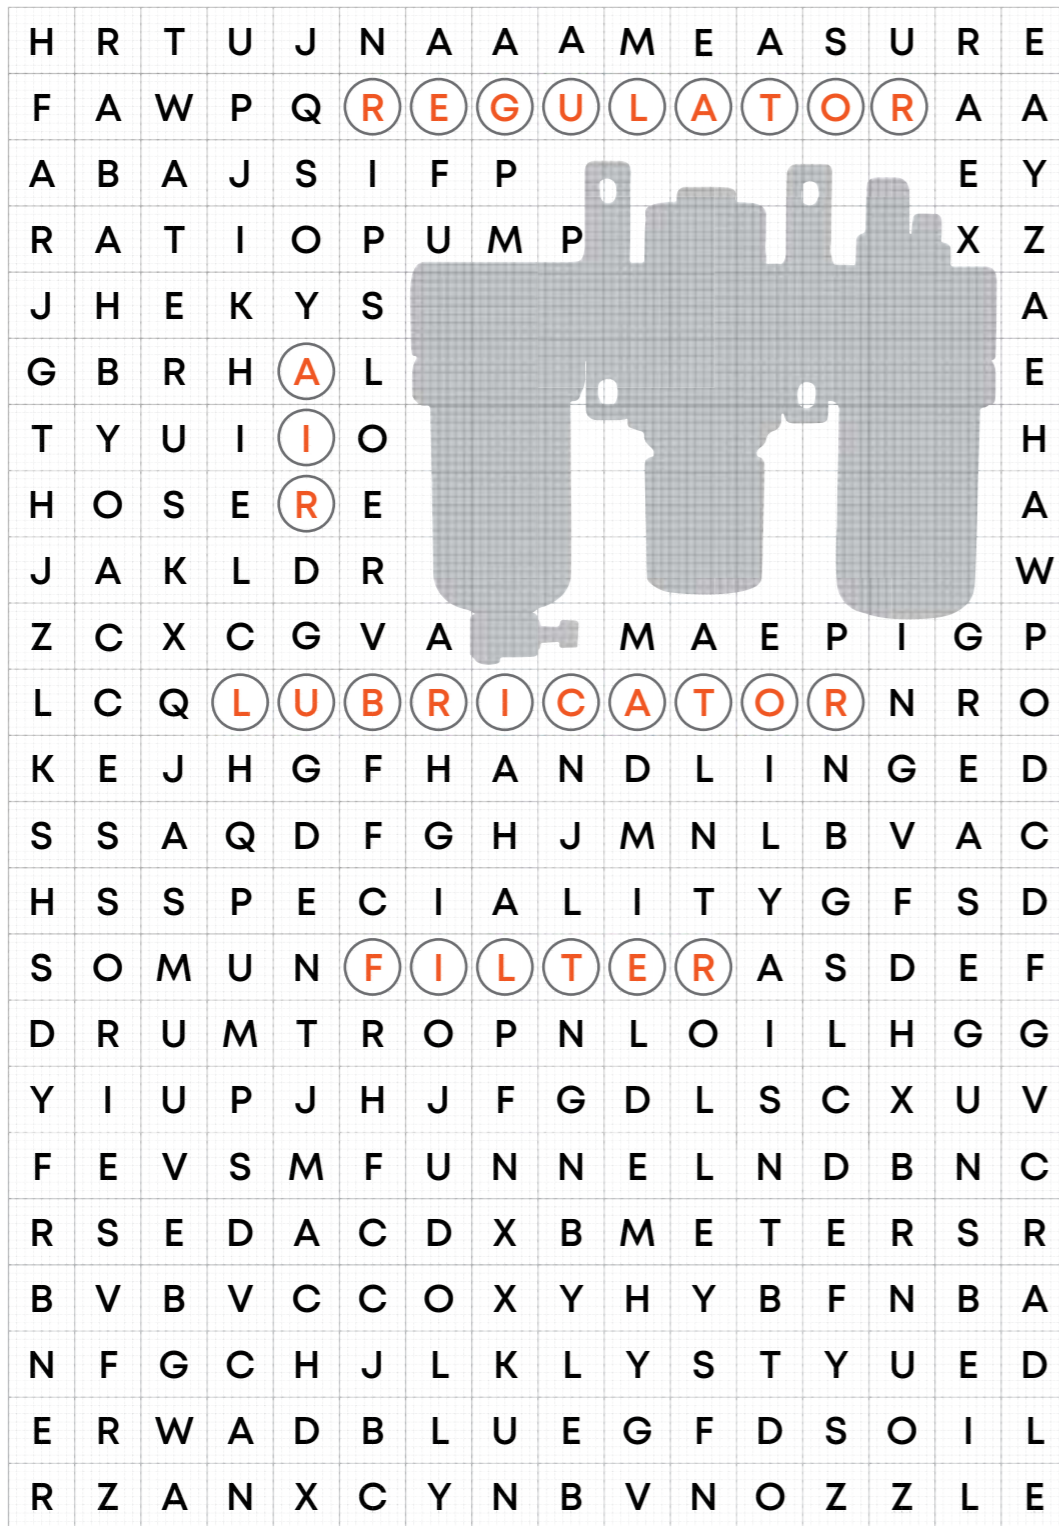 H R T U J N A A A M E A S U R E
F A W P Q R E G U L A T O R A A
A B A J S I F P E Y
R A T I O P U M P X Z
J H E K Y S A
G B R H A L E
T Y U I I O H
H O S E R E A
J A K L D R W
Z C X C G V A M A E P I G P
L C Q L U B R I C A T O R N R O
K E J H G F H A N D L I N G E D
S S A Q D F G H J M N L B V A C
H S S P E C I A L I T Y G F S D
S O M U N F I L T E R A S D E F
D R U M T R O P N L O I L H G G
Y I U P J H J F G D L S C X U V
F E V S M F U N N E L N D B N C
R S E D A C D X B M E T E R S R
B V B V C C O X Y H Y B F N B A
N F G C H J L K L Y S T Y U E D
E R W A D B L U E G F D S O I L
R Z A N X C Y N B V N O Z Z L E